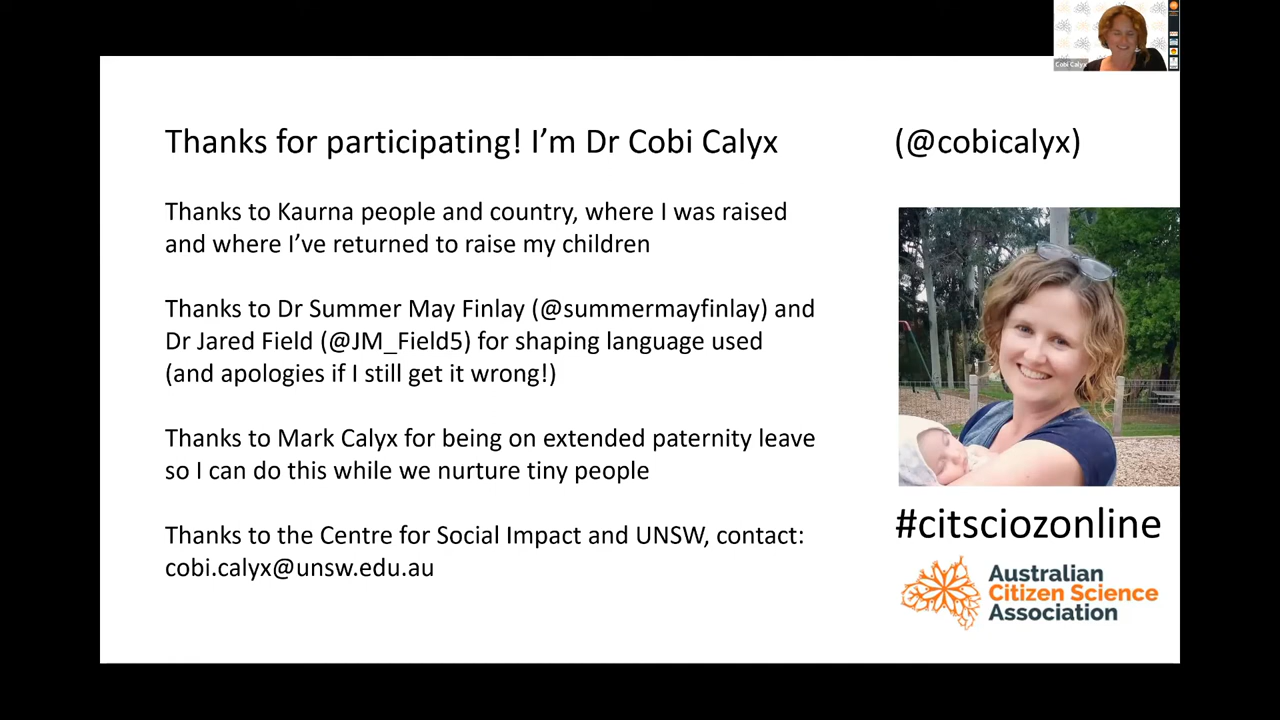 Cobi Calyx
Thanks for participating! I’m Dr Cobi Calyx
(@cobicalyx)
Thanks to Kaurna people and country, where I was raised
and where I’ve returned to raise my children
Thanks to Dr Summer May Finlay (@summermayfinlay) and
Dr Jared Field (@JM_Field5) for shaping language used
(and apologies if I still get it wrong!)
Thanks to Mark Calyx for being on extended paternity leave
so I can do this while we nurture tiny people
Thanks to the Centre for Social Impact and UNSW, contact:
cobi.calyx@unsw.edu.au
#citsciozonline
Australian
Citizen Science
Association